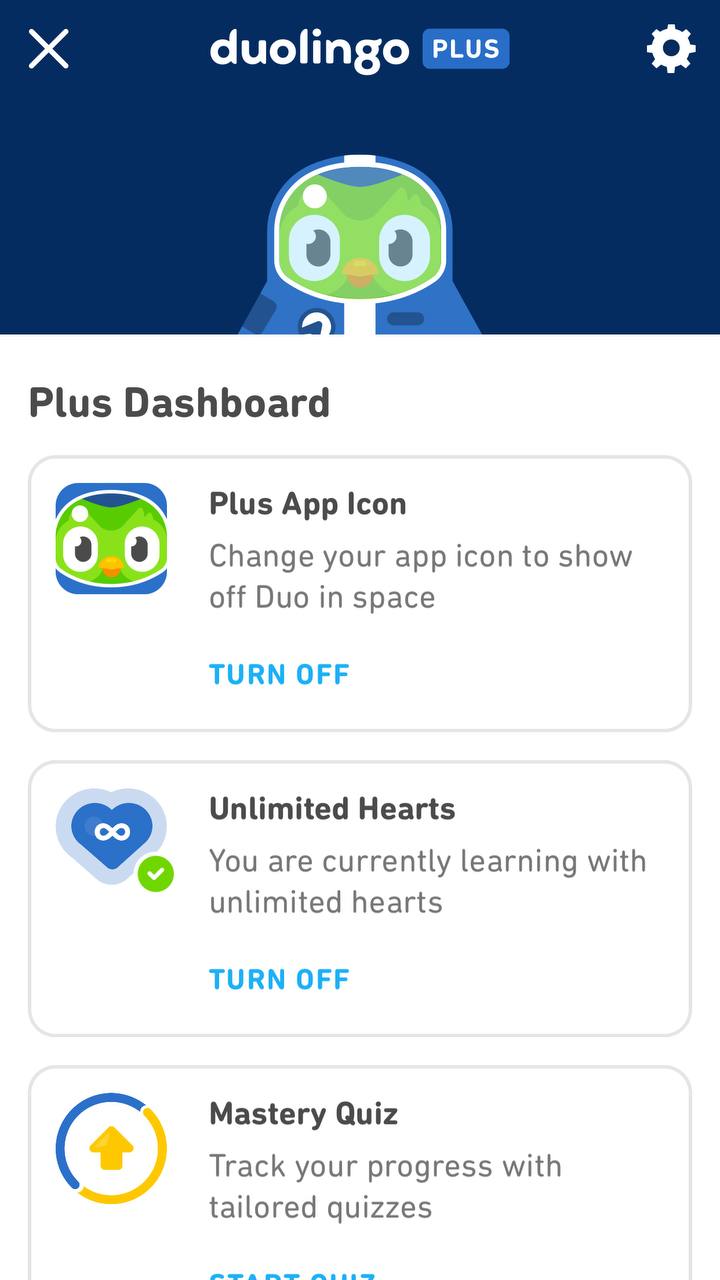 duolingo PLUS
Plus Dashboard
Plus App Icon
Change your app icon to show
off Duo in space
TURN OFF
Unlimited Hearts
You are currently learning with
unlimited hearts
TURN OFF
Mastery Quiz
Track your progress with
tailored quizzes
START QUIZ